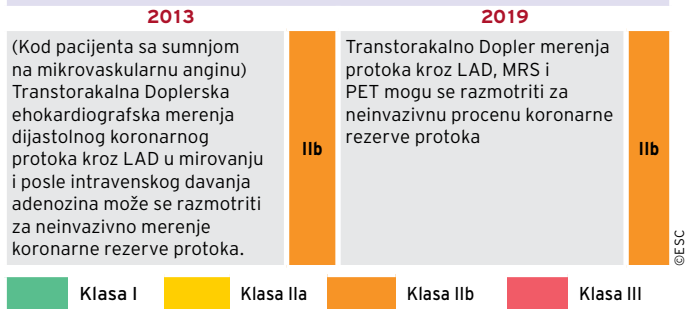 2013
(Kod pacijenta sa sumnjom
na mikrovaskularnu anginu)
Transtorakalna Doplerska
ehokardiografska merenja
dijastolnog koronarnog
protoka kroz LAD u mirovanju
i posle intravenskog davanja
adenozina može se razmotriti
za neinvazivno merenje
koronarne rezerve protoka.
IIb
2019
Transtorakalno Dopler merenja
protoka kroz LAD, MRS i
PET mogu se razmotriti za
neinvazivnu procenu koronarne
rezerve protoka
IIb
©ESC
Klasa I
Klasa IIa
Klasa IIb
Klasa III